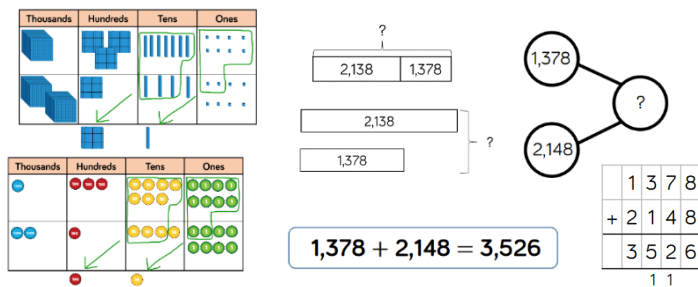 Thousands Hundreds Tens Ones
?
2,138 1,378
2,138
?
1,378
1,378
?
2,148
Thousands Hundreds Tens Ones
1,378 + 2,148 = 3,526
1 3 7 8
+ 2 1 4 8
3 5 2 6
1 1